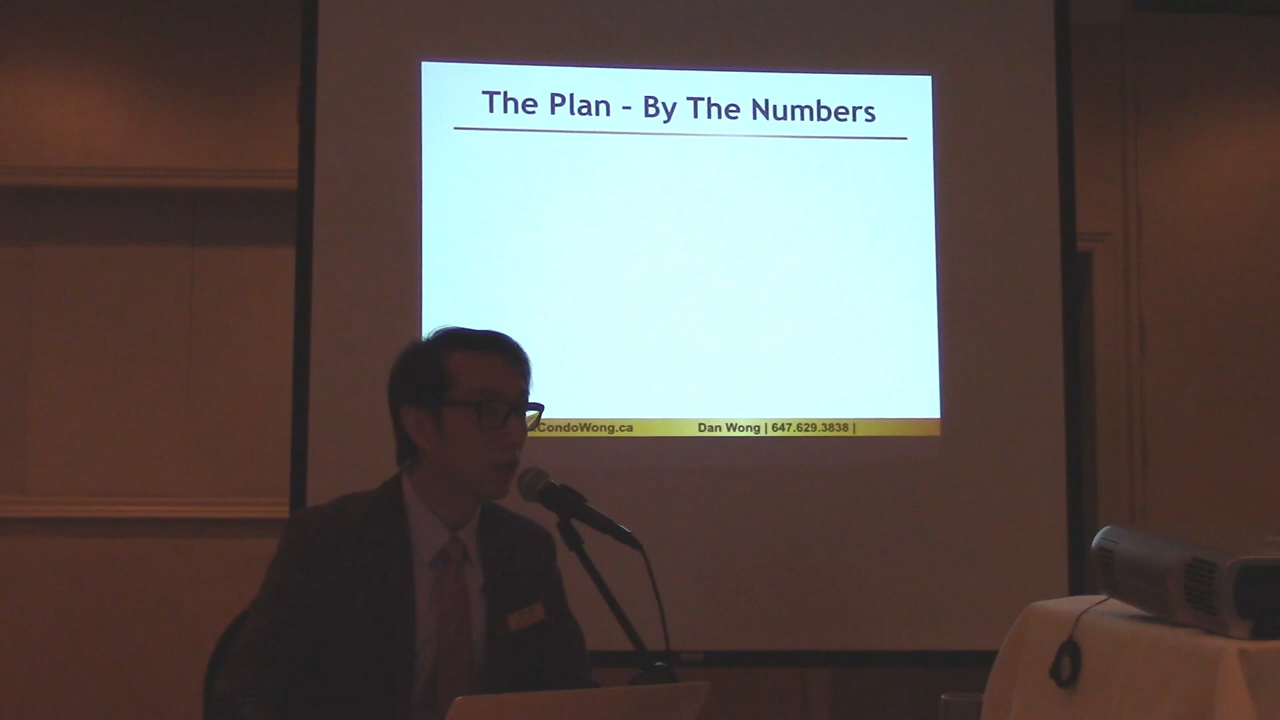 The Plan - By The Numbers
.CondoWong.ca Dan Wong | 647.629.3838 |